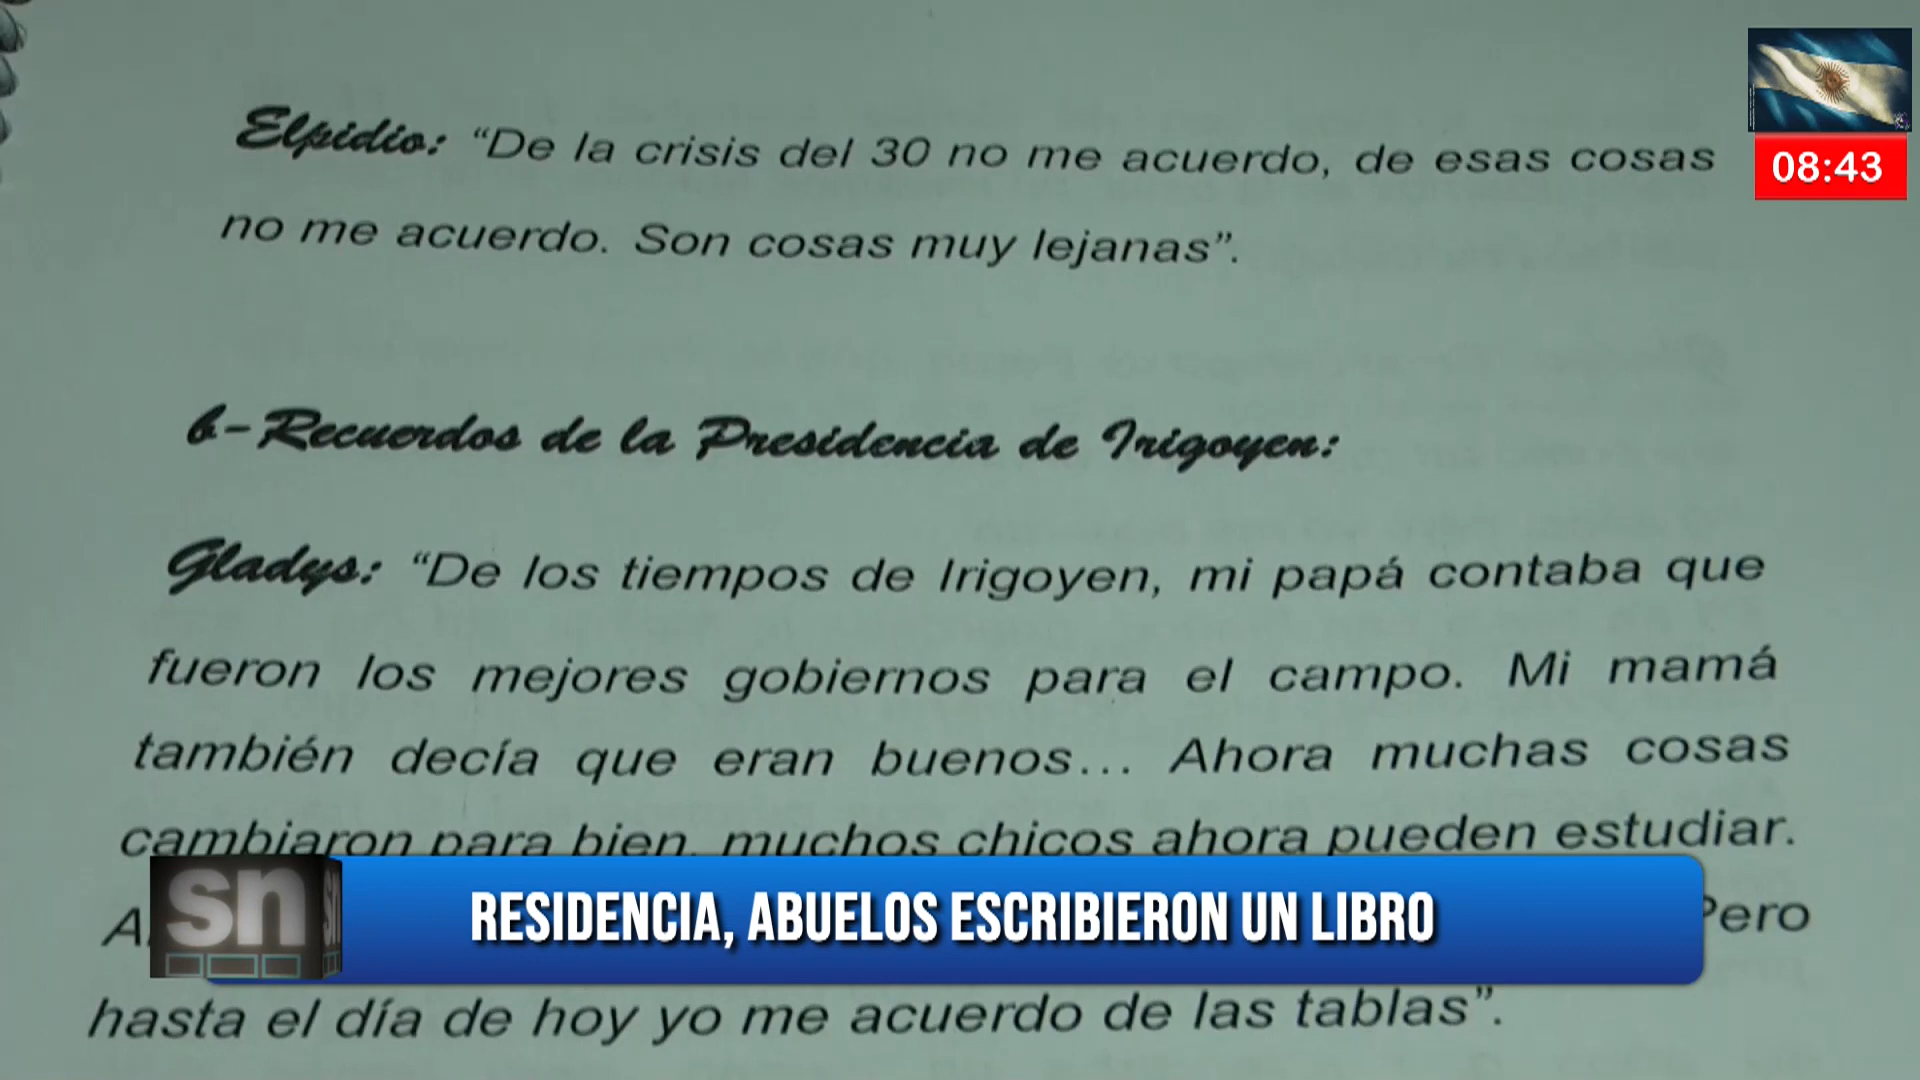 Elpidio: “De la crisis del 30 no me acuerdo, de esas cosas
no me acuerdo. Son cosas muy lejanas”.
08:43
b-Recuerdos de la Presidencia de Irigoyen:
Gladys: “De los tiempos de Irigoyen, mi papá contaba que
fueron los mejores gobiernos para el campo. Mi mamá
también decía que eran buenos... Ahora muchas cosas
cambiaron para bien, muchos chicos ahora pueden estudiar.
Pero
hasta el día de hoy yo me acuerdo de las tablas”.
sn
RESIDENCIA, ABUELOS ESCRIBIERON UN LIBRO